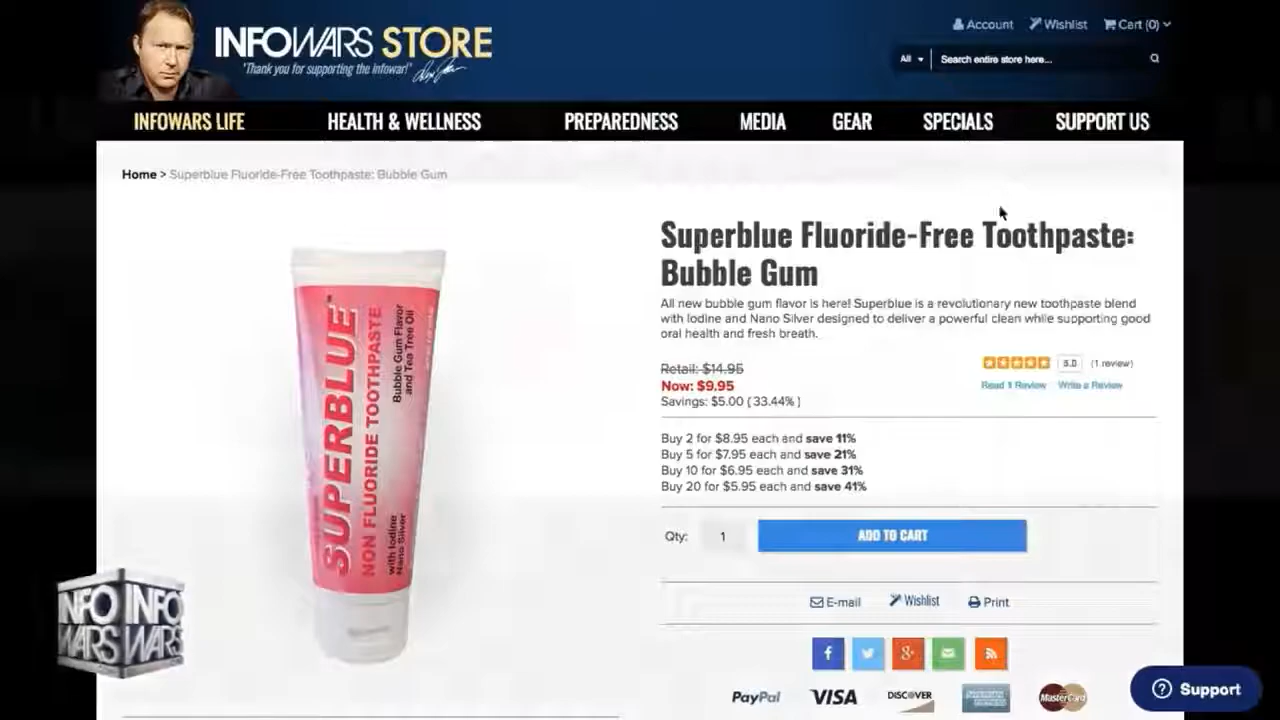 INFOWARS STORE
"Thank you for supporting the infowar!"
Account
Wishlist
Cart (0)
All
Search entire store here...
INFOWARS LIFE
HEALTH & WELLNESS
PREPAREDNESS
MEDIA
GEAR
SPECIALS
SUPPORT US
Home > Superblue Fluoride-Free Toothpaste: Bubble Gum
SUPERBLUE™
NON FLUORIDE TOOTHPASTE
Bubble Gum Flavor
and Tea Tree Oil
with Iodine
Nano Silver
Superblue Fluoride-Free Toothpaste:
Bubble Gum
All new bubble gum flavor is here! Superblue is a revolutionary new toothpaste blend
with Iodine and Nano Silver designed to deliver a powerful clean while supporting good
oral health and fresh breath.
Retail: $14.95
Now: $9.95
Savings: $5.00 ( 33.44% )
5.0
(1 review)
Read 1 Review
Write a Review
Buy 2 for $8.95 each and save 11%
Buy 5 for $7.95 each and save 21%
Buy 10 for $6.95 each and save 31%
Buy 20 for $5.95 each and save 41%
Qty:
1
ADD TO CART
E-mail
Wishlist
Print
f
g+
PayPal
VISA
DISCOVER
MasterCard
INFO INFO
WARS WARS
Support